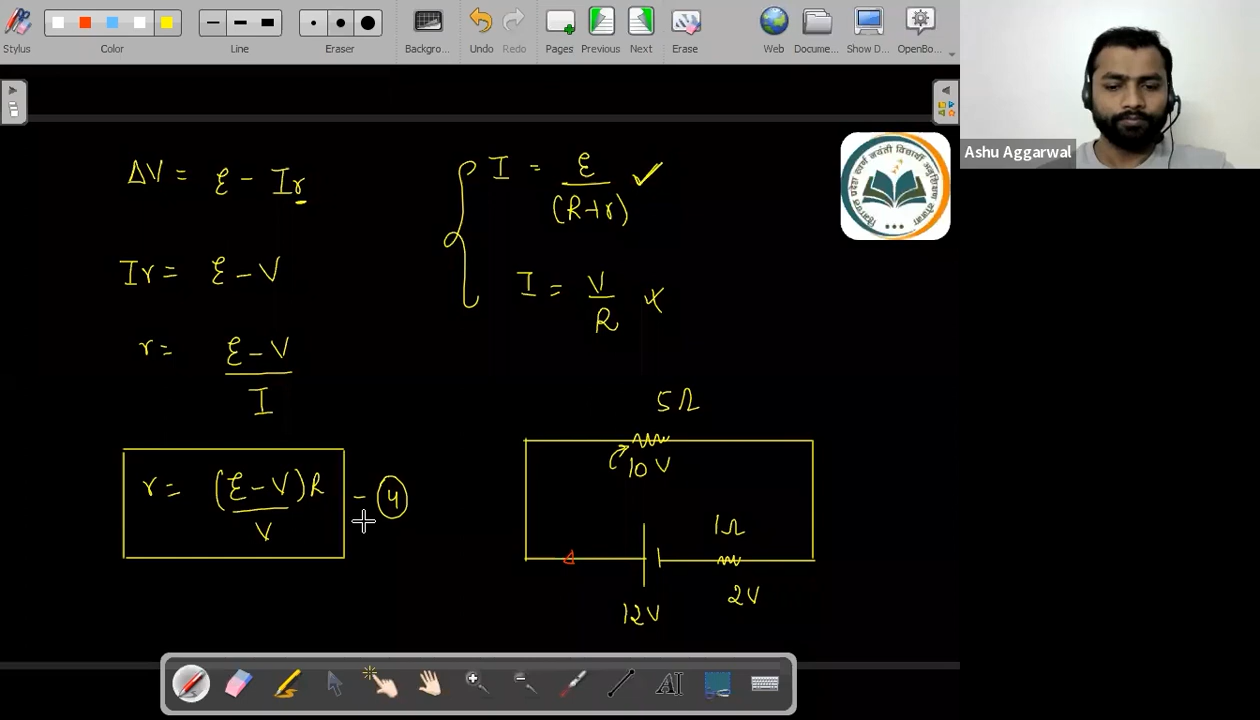 Stylus
Color
Line
Eraser
Backgro...
Undo
Redo
Pages
Previous
Next
Erase
Web
Docume...
Show D...
OpenBo...
Ashu Aggarwal
ΔV = ε - Ir
Ir = ε - V
r = ε - V / I
r = (ε - V)R / V - 4
I = ε / (R+r) ✓
I = V / R ×
5Ω
10V
1Ω
12V
2V
AI